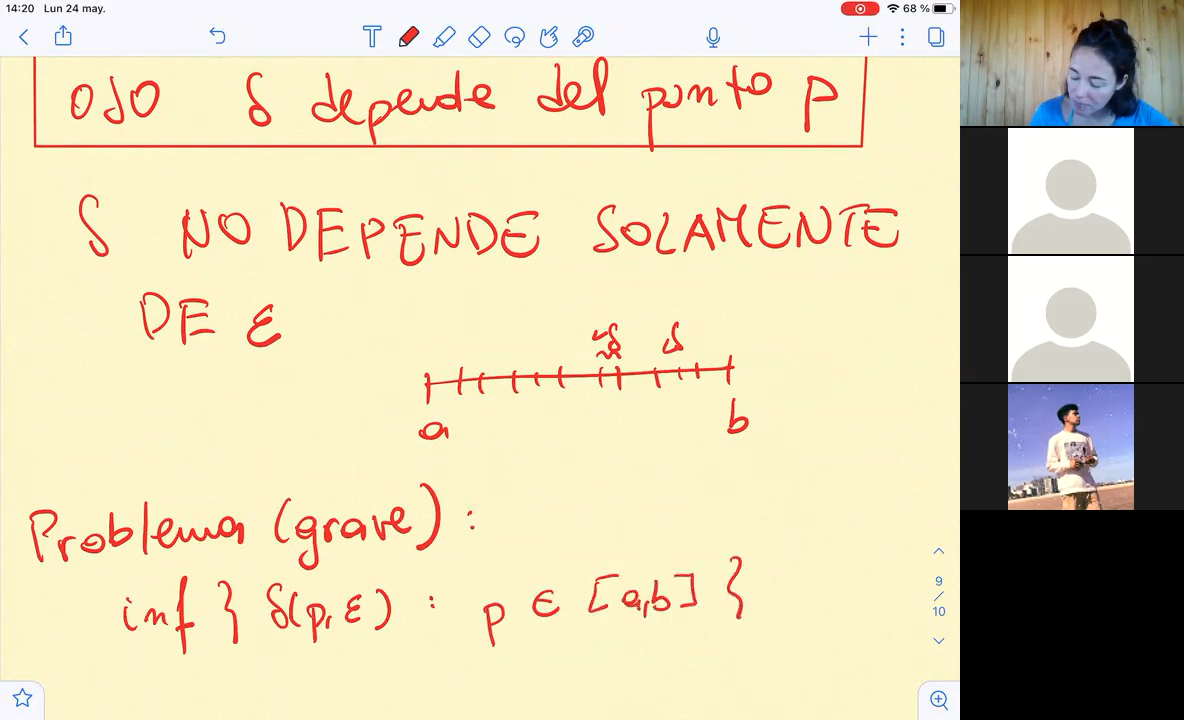 14:20 Lun 24 may. 68 %
OJO δ depende del punto p
δ NO DEPENDE SOLAMENTE
DE ε
δ δ
a b
Problema (grave):
inf } δ(p,ε) : p ∈ [a,b] }
9
/
10